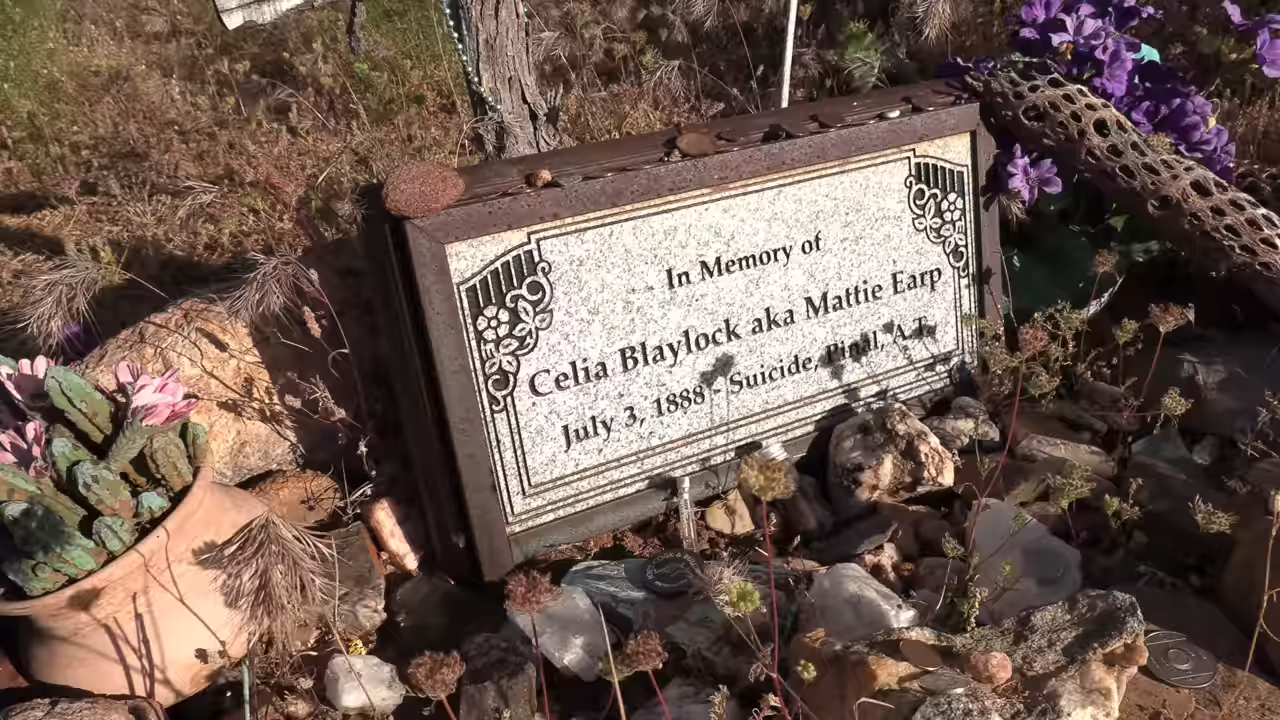 In Memory of
Celia Blaylock aka Mattie Earp
July 3, 1888 - Suicide, Pinal, A.T.